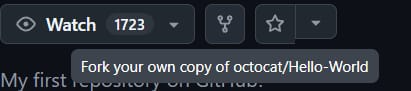 Watch 1723
Fork your own copy of octocat/Hello-World
My first repository on GitHub!